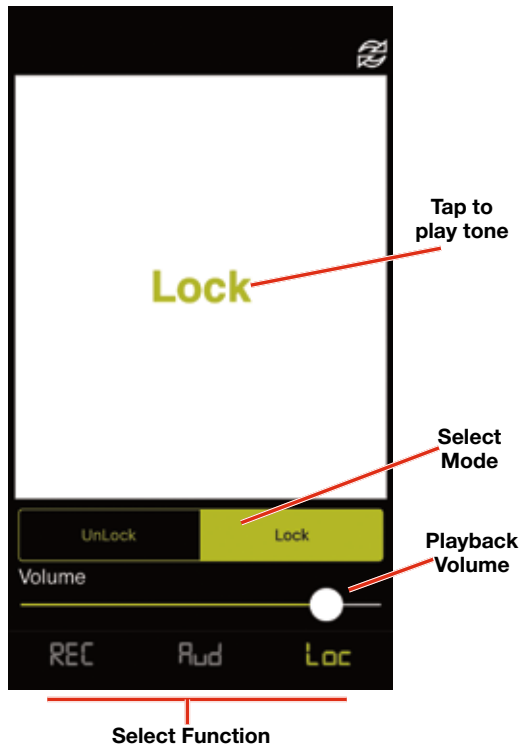 Tap to
play tone
Lock
Select
Mode
UnLock Lock
Playback
Volume
Volume
REC Aud Loc
Select Function